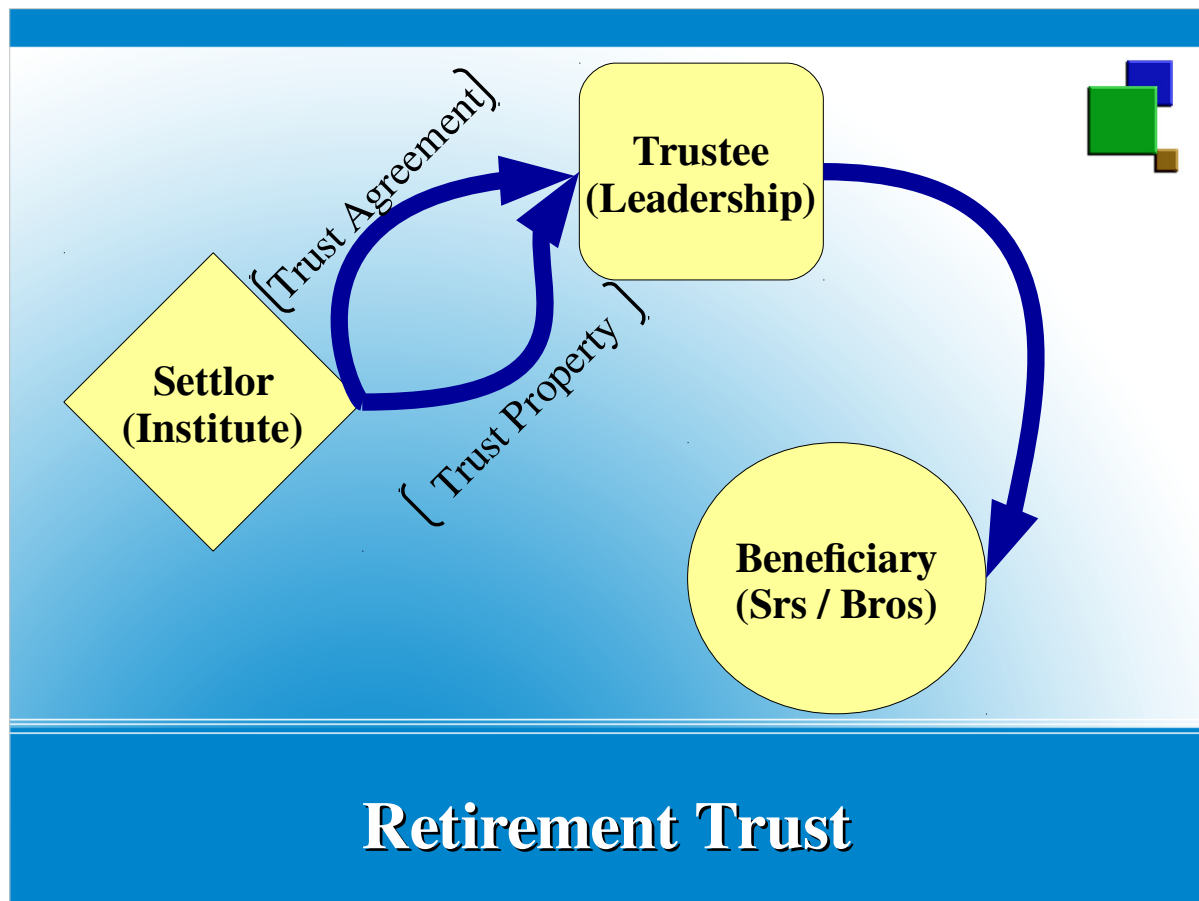 Trustee
(Leadership)
(Trust Agreement)
Settlor
(Institute)
( Trust Property )
Beneficiary
(Srs / Bros)
Retirement Trust